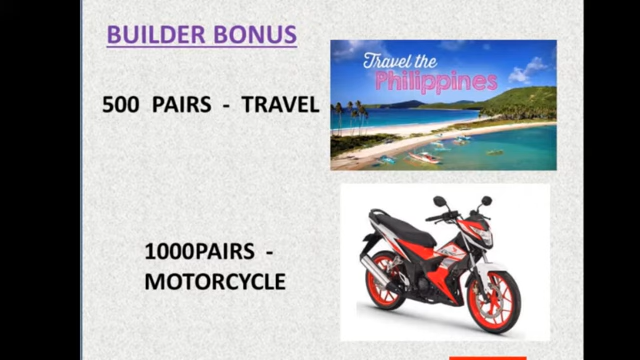 BUILDER BONUS
500 PAIRS - TRAVEL
Travel the
Philippines
1000PAIRS -
MOTORCYCLE